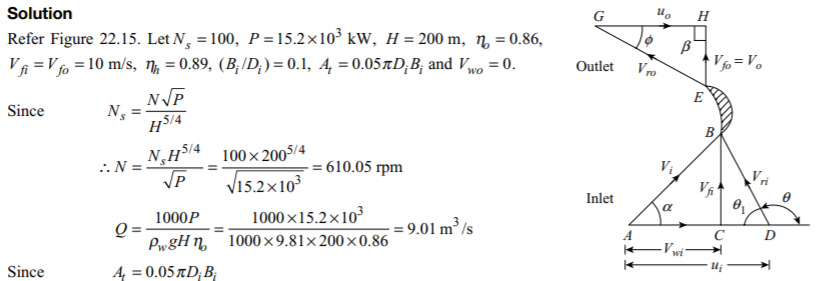 Solution
Refer Figure 22.15. Let N_s = 100, P = 15.2×10^3 kW, H = 200 m, η_o = 0.86,
V_fi = V_fo = 10 m/s, η_h = 0.89, (B_i/D_i) = 0.1, A_t = 0.05πD_iB_i and V_wo = 0.
Since N_s = N√P / H^5/4
∴ N = N_sH^5/4 / √P = 100×200^5/4 / √15.2×10^3 = 610.05 rpm
Q = 1000P / ρ_wgHη_o = 1000×15.2×10^3 / 1000×9.81×200×0.86 = 9.01 m^3/s
Since A_t = 0.05πD_iB_i
G u_o H
ϕ β
Outlet V_ro V_fo = V_o
E
B
V_i V_fi V_ri
Inlet α θ_1 θ
A C D
V_wi
u_i